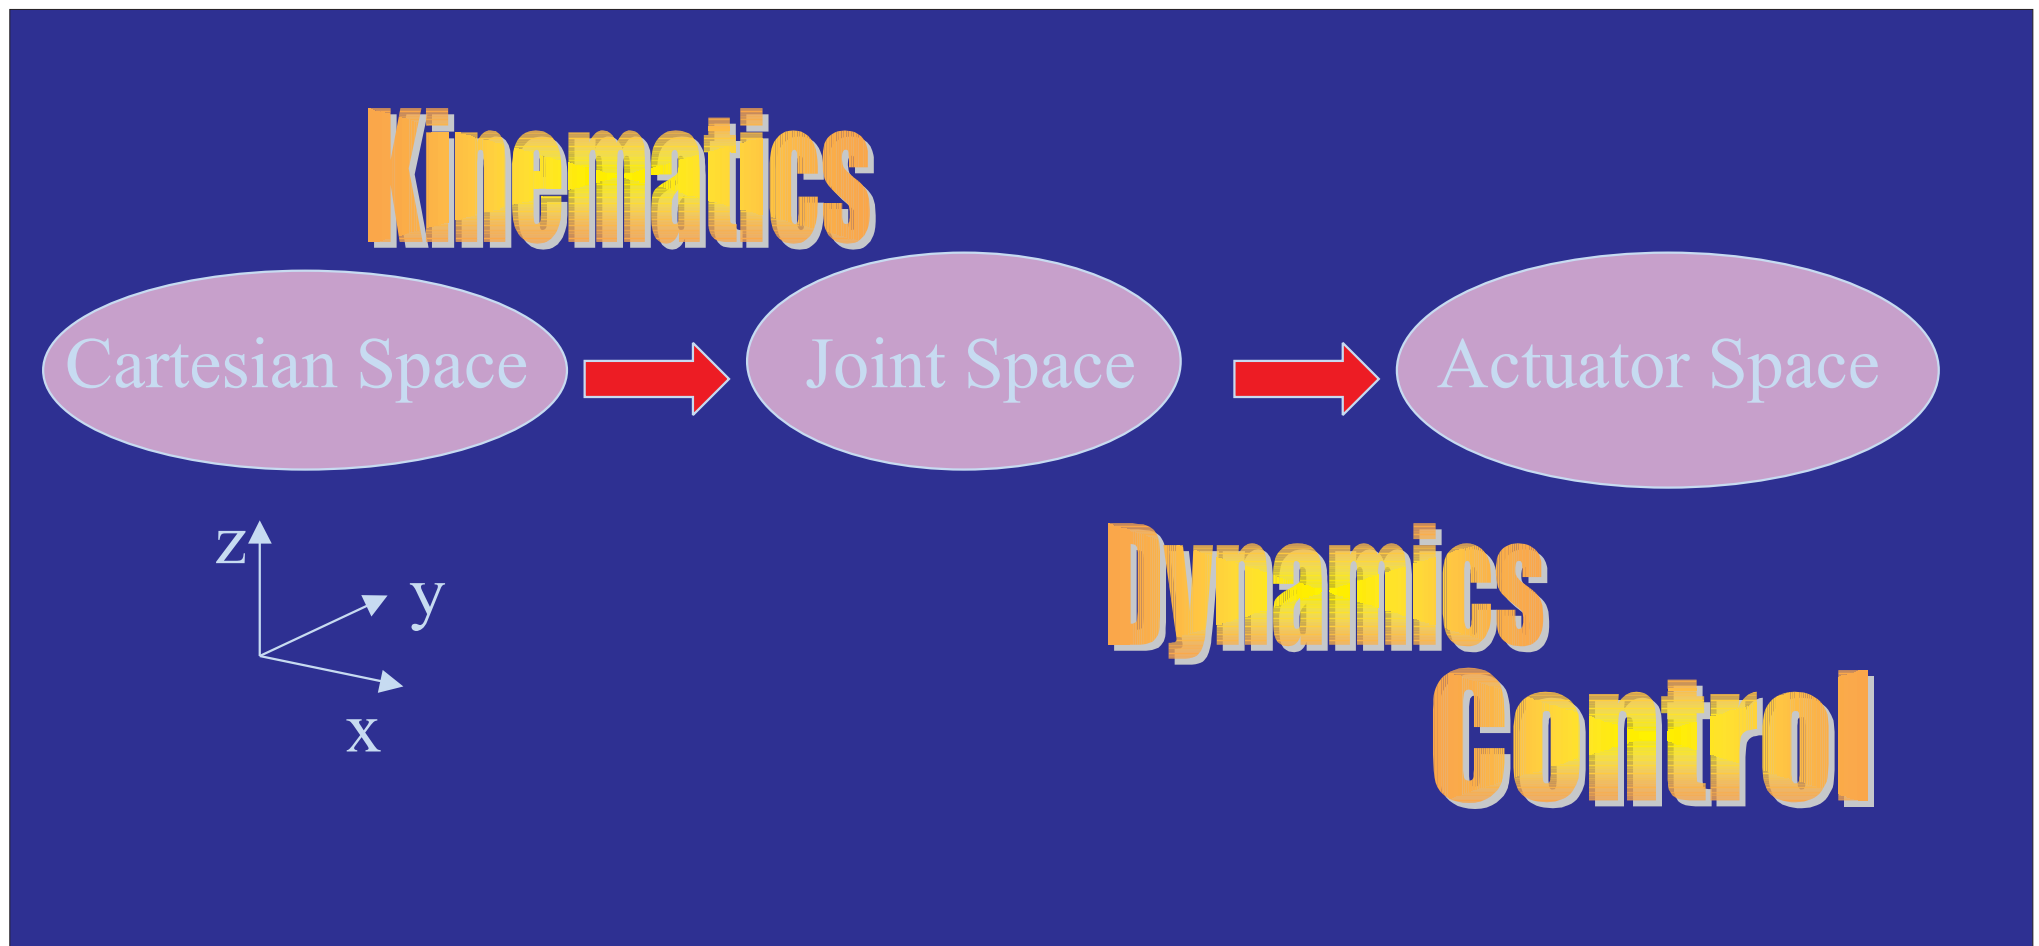 Kinematics
Cartesian Space
Joint Space
Actuator Space
z
y
x
Dynamics
Control